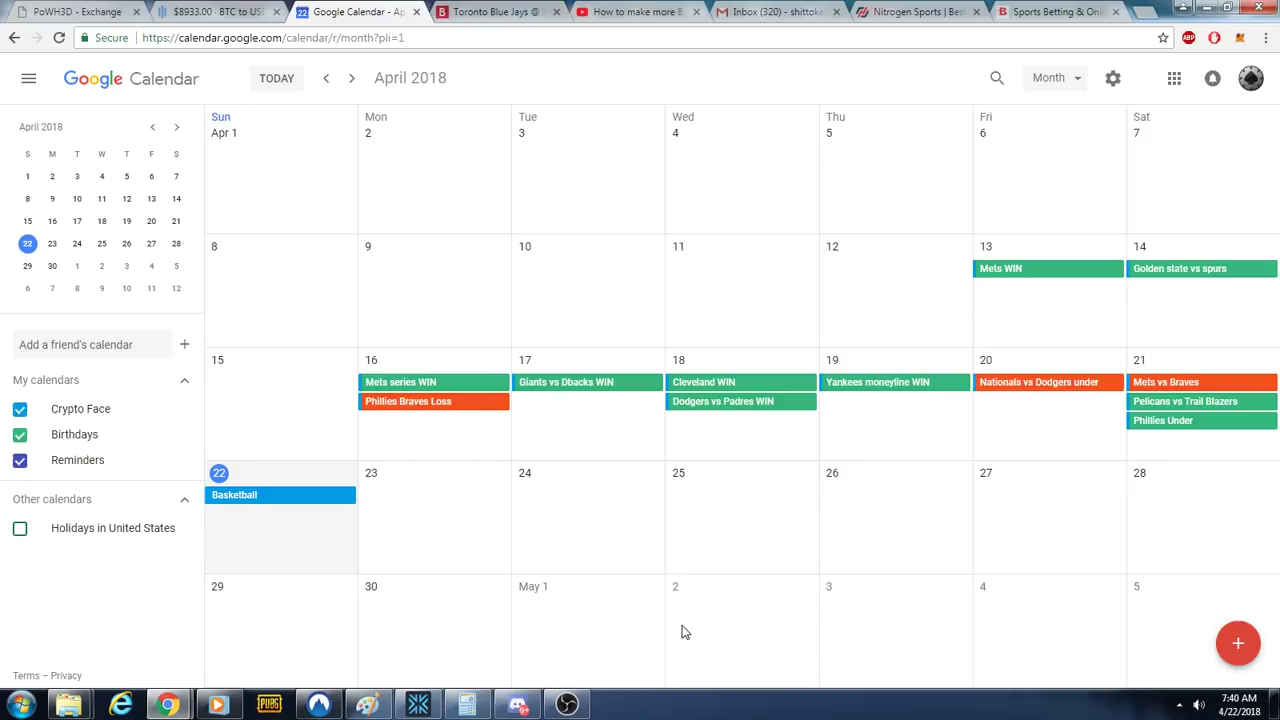 PoWH3D - Exchange
$8933.00 - BTC to USD
Google Calendar - Ap
Toronto Blue Jays @
How to make more B
Inbox (320) - shittoke
Nitrogen Sports | Best
Sports Betting & Onl
Secure
https://calendar.google.com/calendar/r/month?pli=1
ABP
Google Calendar
TODAY
April 2018
Month
April 2018
S M T W T F S
1 2 3 4 5 6 7
8 9 10 11 12 13 14
15 16 17 18 19 20 21
22 23 24 25 26 27 28
29 30 1 2 3 4 5
6 7 8 9 10 11 12
Add a friend's calendar
My calendars
Crypto Face
Birthdays
Reminders
Other calendars
Holidays in United States
Terms – Privacy
Sun Mon Tue Wed Thu Fri Sat
Apr 1 2 3 4 5 6 7
8 9 10 11 12 13 14
Mets WIN
Golden state vs spurs
15 16 17 18 19 20 21
Mets series WIN
Giants vs Dbacks WIN
Cleveland WIN
Yankees moneyline WIN
Nationals vs Dodgers under
Mets vs Braves
Phillies Braves Loss
Dodgers vs Padres WIN
Pelicans vs Trail Blazers
Phillies Under
22 23 24 25 26 27 28
Basketball
29 30 May 1 2 3 4 5
PUBG
9+
7:40 AM
4/22/2018